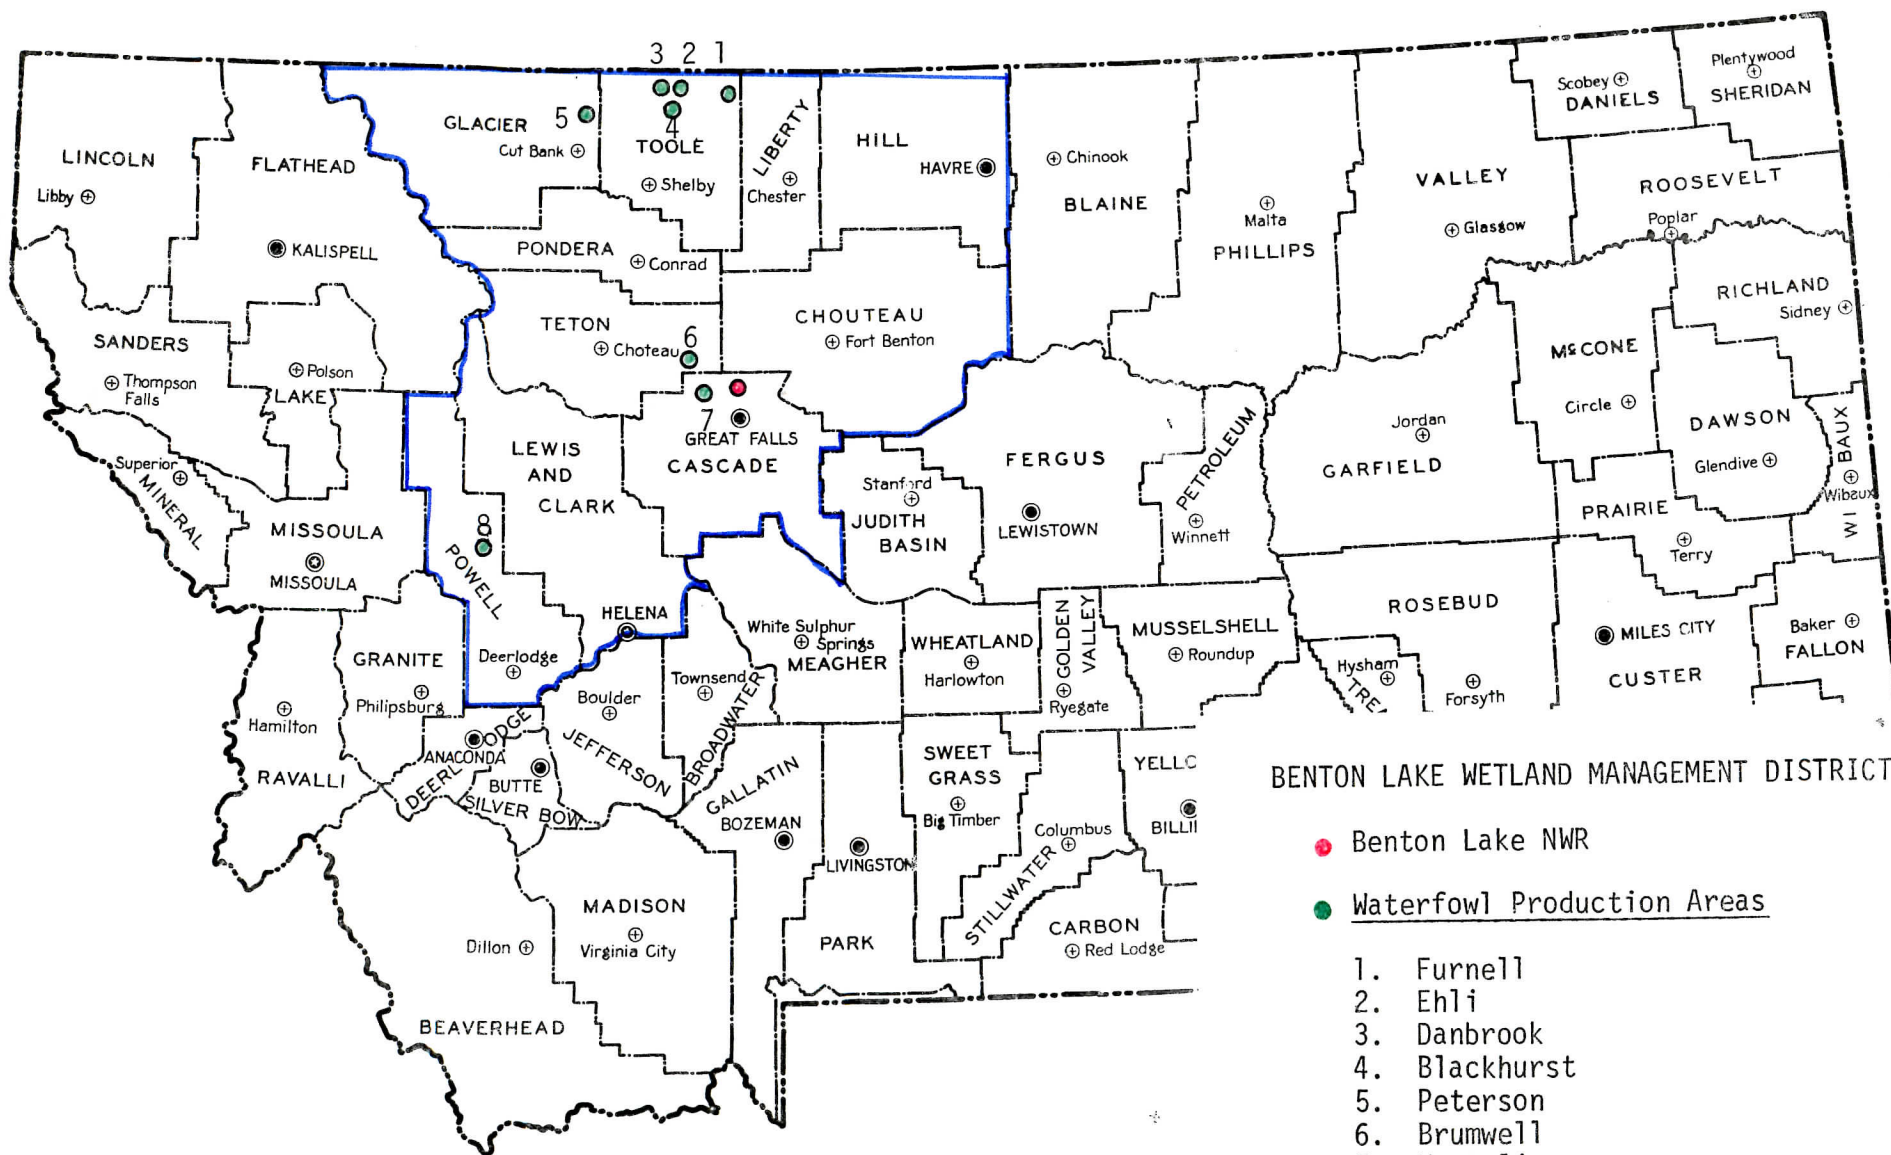 3 2 1
5
4
6
7
8
LINCOLN
Libby
FLATHEAD
KALISPELL
GLACIER
Cut Bank
TOOLE
Shelby
LIBERTY
Chester
HILL
HAVRE
Chinook
BLAINE
Malta
PHILLIPS
VALLEY
Glasgow
Scobey
DANIELS
Plentywood
SHERIDAN
ROOSEVELT
Poplar
RICHLAND
Sidney
PONDERA
Conrad
TETON
Choteau
CHOUTEAU
Fort Benton
SANDERS
Thompson
Falls
Polson
LAKE
LEWIS
AND
CLARK
GREAT FALLS
CASCADE
Stanford
JUDITH
BASIN
FERGUS
LEWISTOWN
PETROLEUM
Winnett
Jordan
GARFIELD
McCONE
Circle
DAWSON
Glendive
WIBAUX
Wibaux
PRAIRIE
Terry
Superior
MINERAL
MISSOULA
MISSOULA
POWELL
Deerlodge
HELENA
GRANITE
Philipsburg
Hamilton
RAVALLI
ANACONDA
DEERLODGE
BUTTE
SILVER BOW
Boulder
JEFFERSON
Townsend
BROADWATER
White Sulphur
Springs
MEAGHER
WHEATLAND
Harlowton
GOLDEN
VALLEY
Ryegate
MUSSELSHELL
Roundup
ROSEBUD
Forsyth
Hysham
TREA
MILES CITY
CUSTER
Baker
FALLON
GALLATIN
BOZEMAN
LIVINGSTON
PARK
SWEET
GRASS
Big Timber
STILLWATER
Columbus
YELLO
BILLI
CARBON
Red Lodge
MADISON
Virginia City
Dillon
BEAVERHEAD
BENTON LAKE WETLAND MANAGEMENT DISTRICT
Benton Lake NWR
Waterfowl Production Areas
1. Furnell
2. Ehli
3. Danbrook
4. Blackhurst
5. Peterson
6. Brumwell